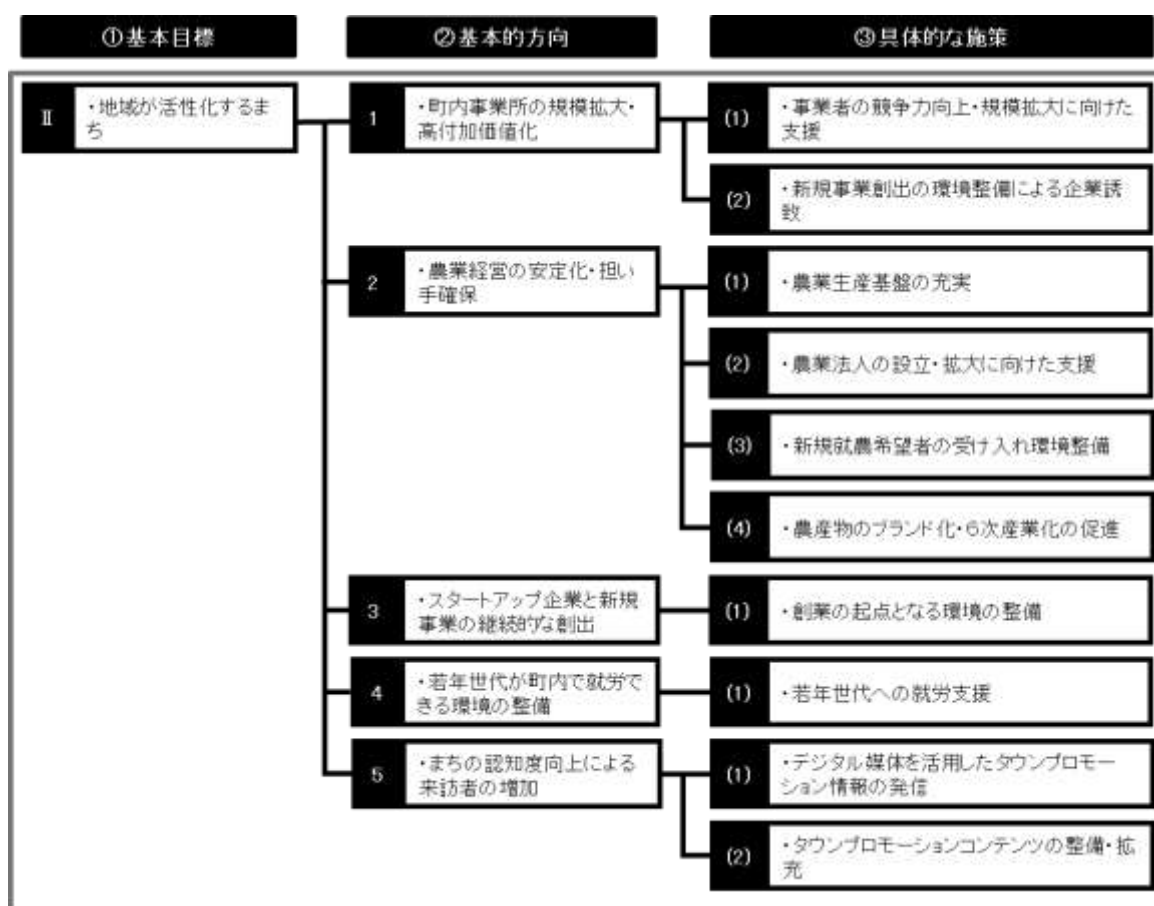 ①基本目標
②基本的方向
③具体的な施策
Ⅱ
・地域が活性化するま
ち
1
・町内事業所の規模拡大・
高付加価値化
(1)
・事業者の競争力向上・規模拡大に向けた
支援
(2)
・新規事業創出の環境整備による企業誘
致
2
・農業経営の安定化・担い
手確保
(1)
・農業生産基盤の充実
(2)
・農業法人の設立・拡大に向けた支援
(3)
・新規就農希望者の受け入れ環境整備
(4)
・農産物のブランド化・6次産業化の促進
3
・スタートアップ企業と新規
事業の継続的な創出
(1)
・創業の起点となる環境の整備
4
・若年世代が町内で就労で
きる環境の整備
(1)
・若年世代への就労支援
5
・まちの認知度向上による
来訪者の増加
(1)
・デジタル媒体を活用したタウンプロモー
ション情報の発信
(2)
・タウンプロモーションコンテンツの整備・拡
充